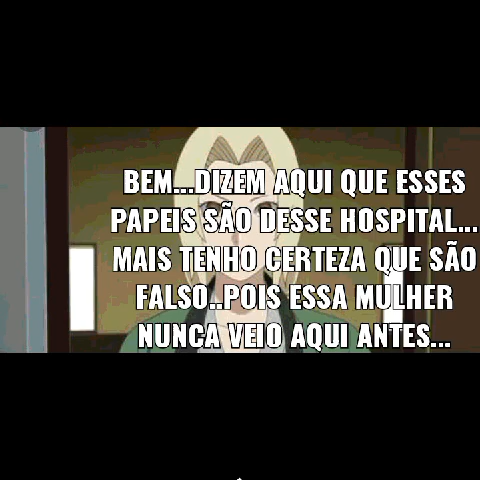 BEM...DIZEM AQUI QUE ESSES
PAPEIS SÃO DESSE HOSPITAL...
MAIS TENHO CERTEZA QUE SÃO
FALSO..POIS ESSA MULHER
NUNCA VEIO AQUI ANTES...